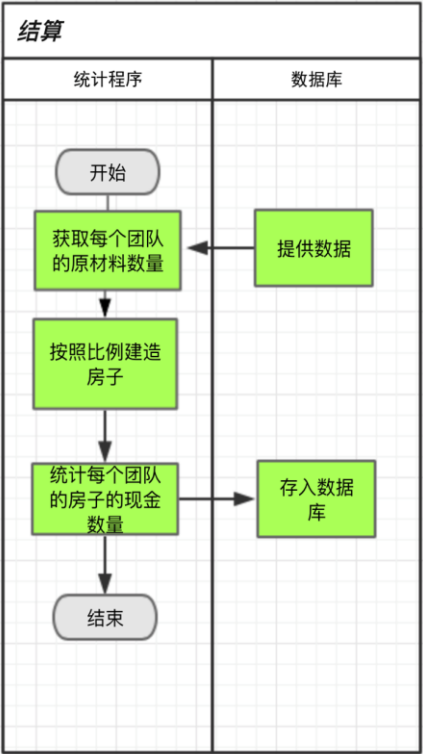 结算
统计程序
数据库
开始
获取每个团队
的原材料数量
提供数据
按照比例建造
房子
统计每个团队
的房子的现金
数量
存入数据
库
结束